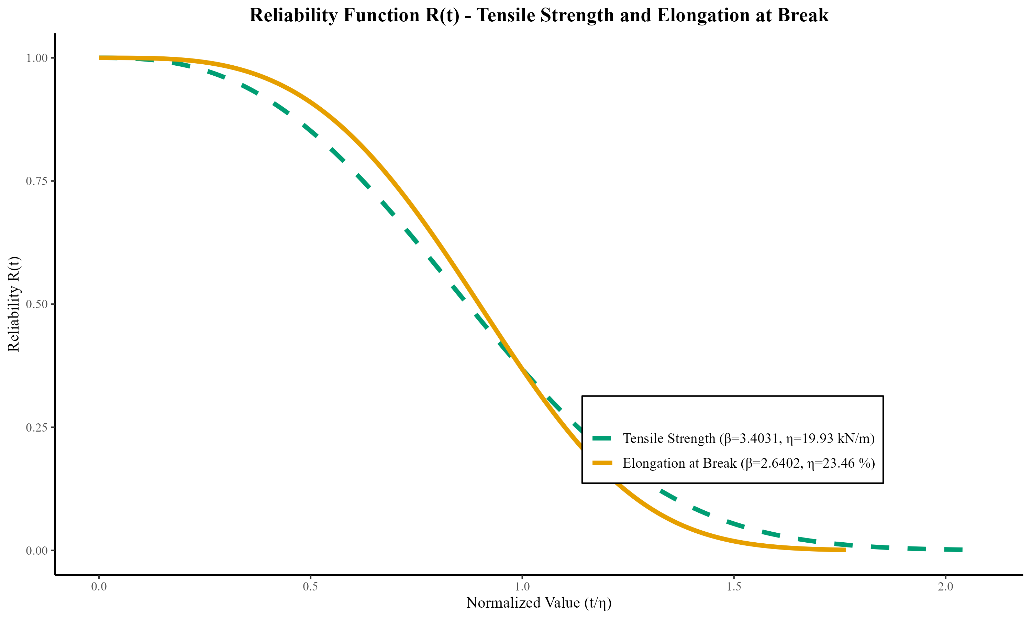 Reliability Function R(t) - Tensile Strength and Elongation at Break
Reliability R(t)
1.00
0.75
0.50
0.25
0.00
Tensile Strength (β=3.4031, η=19.93 kN/m)
Elongation at Break (β=2.6402, η=23.46 %)
0.0
0.5
1.0
1.5
2.0
Normalized Value (t/η)